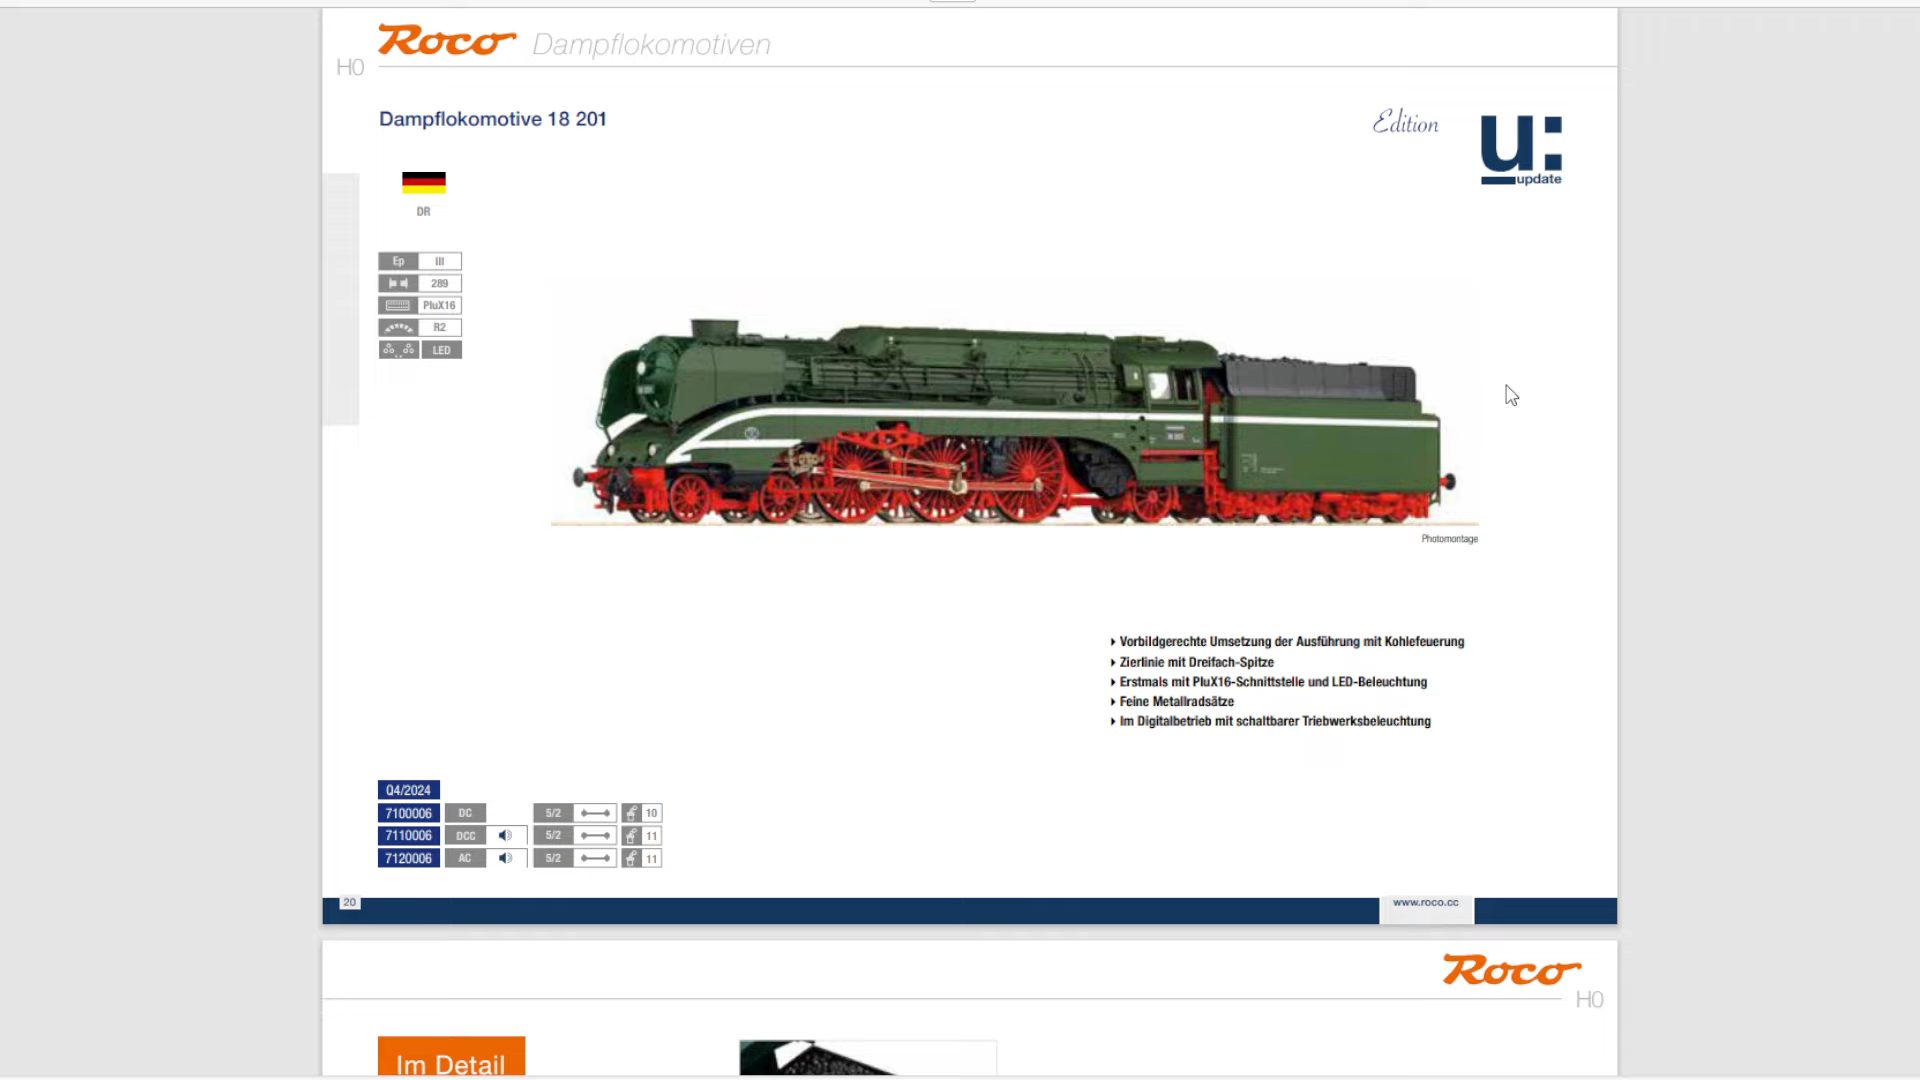 Roco Dampflokomotiven
H0
Dampflokomotive 18 201
Edition
u:
update
DR
Ep III
289
PluX16
R2
LED
Photomontage
Vorbildgerechte Umsetzung der Ausführung mit Kohlefeuerung
Zierlinie mit Dreifach-Spitze
Erstmals mit PluX16-Schnittstelle und LED-Beleuchtung
Feine Metallradsätze
Im Digitalbetrieb mit schaltbarer Triebwerksbeleuchtung
Q4/2024
7100006 DC 5/2 10
7110006 DCC 5/2 11
7120006 AC 5/2 11
20
www.roco.cc
Roco
H0
Im Detail